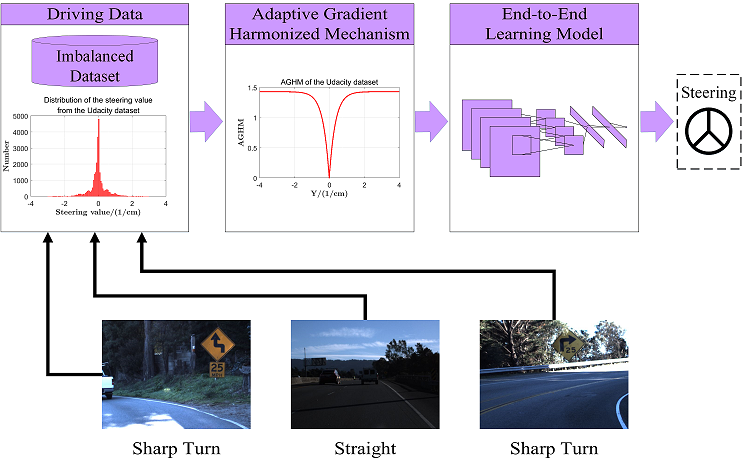 Driving Data
Imbalanced
Dataset
Distribution of the steering value
from the Udacity dataset
5000
4000
3000
2000
1000
0
Number
-4
-2
0
2
4
Steering value/(1/cm)
Adaptive Gradient
Harmonized Mechanism
AGHM of the Udacity dataset
1.5
1
0.5
0
AGHM
-4
-2
0
2
4
Y/(1/cm)
End-to-End
Learning Model
Steering
25
MPH
25
Sharp Turn
Straight
Sharp Turn